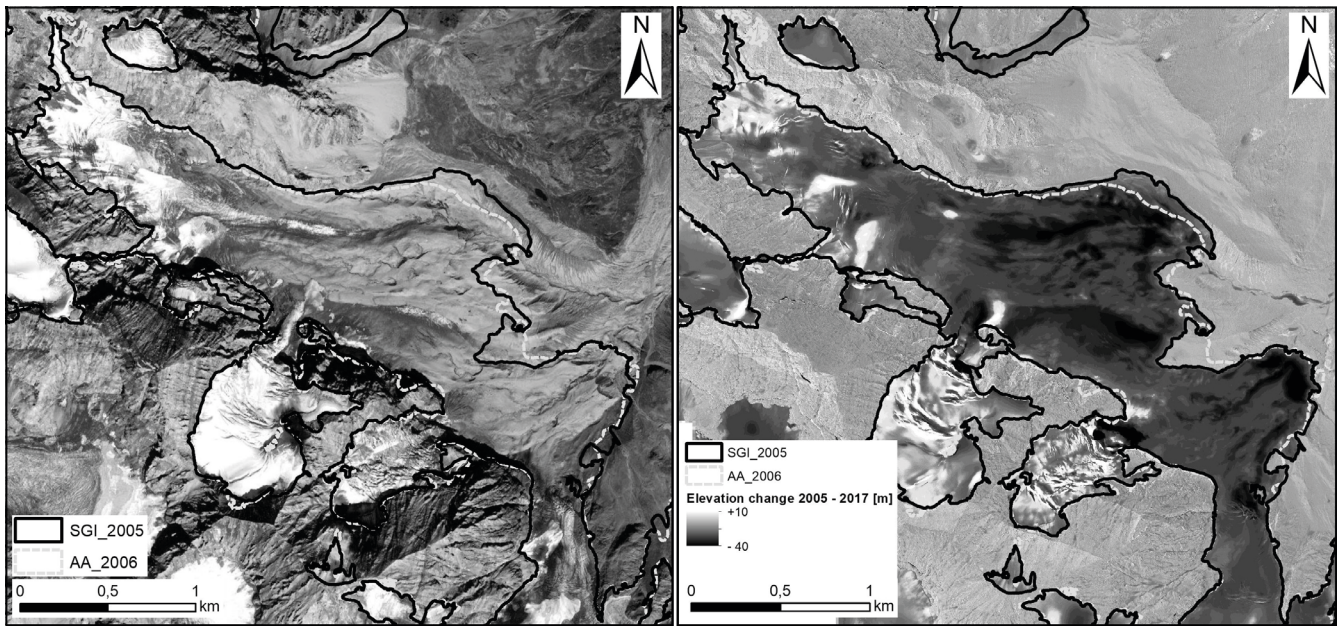 N
SGI_2005
AA_2006
0 0,5 1
km
N
SGI_2005
AA_2006
Elevation change 2005 - 2017 [m]
+10
- 40
0 0,5 1
km